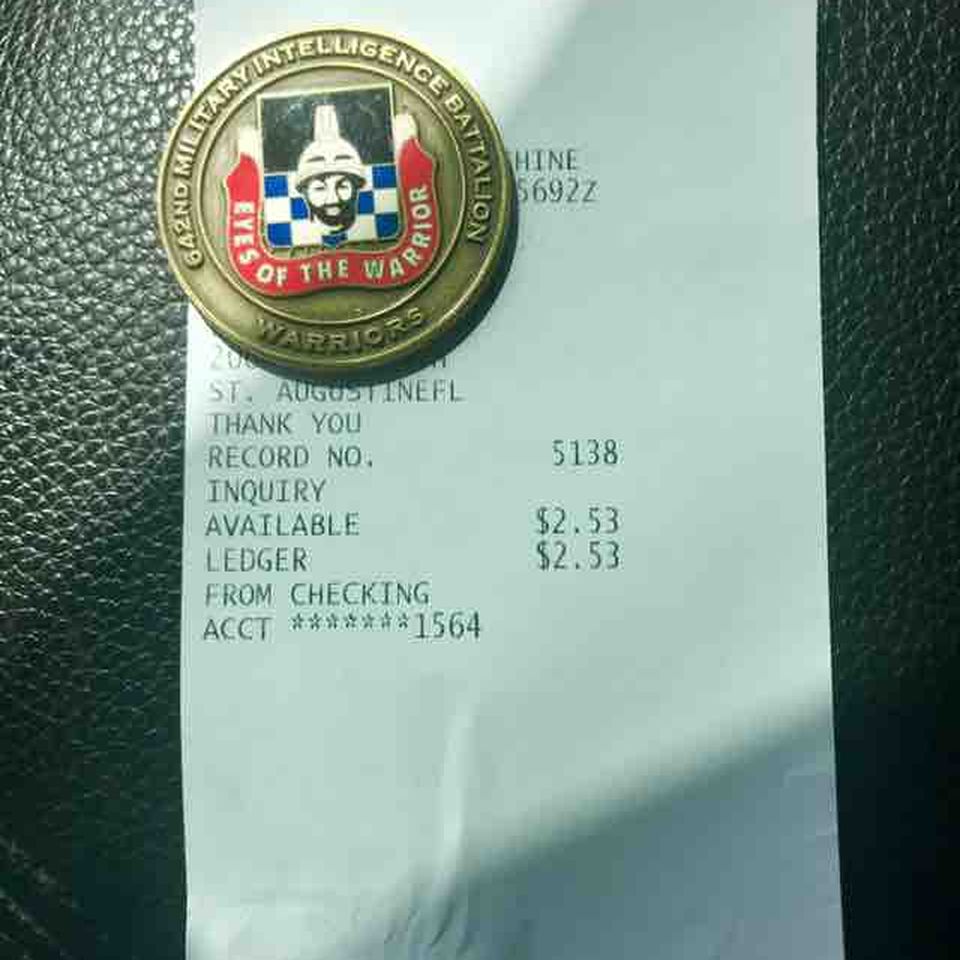 642ND MILITARY INTELLIGENCE BATTALION
EYES OF THE WARRIOR
WARRIORS
HINE
5692Z
ST. AUGUSTINEFL
THANK YOU
RECORD NO. 5138
INQUIRY
AVAILABLE $2.53
LEDGER $2.53
FROM CHECKING
ACCT *******1564